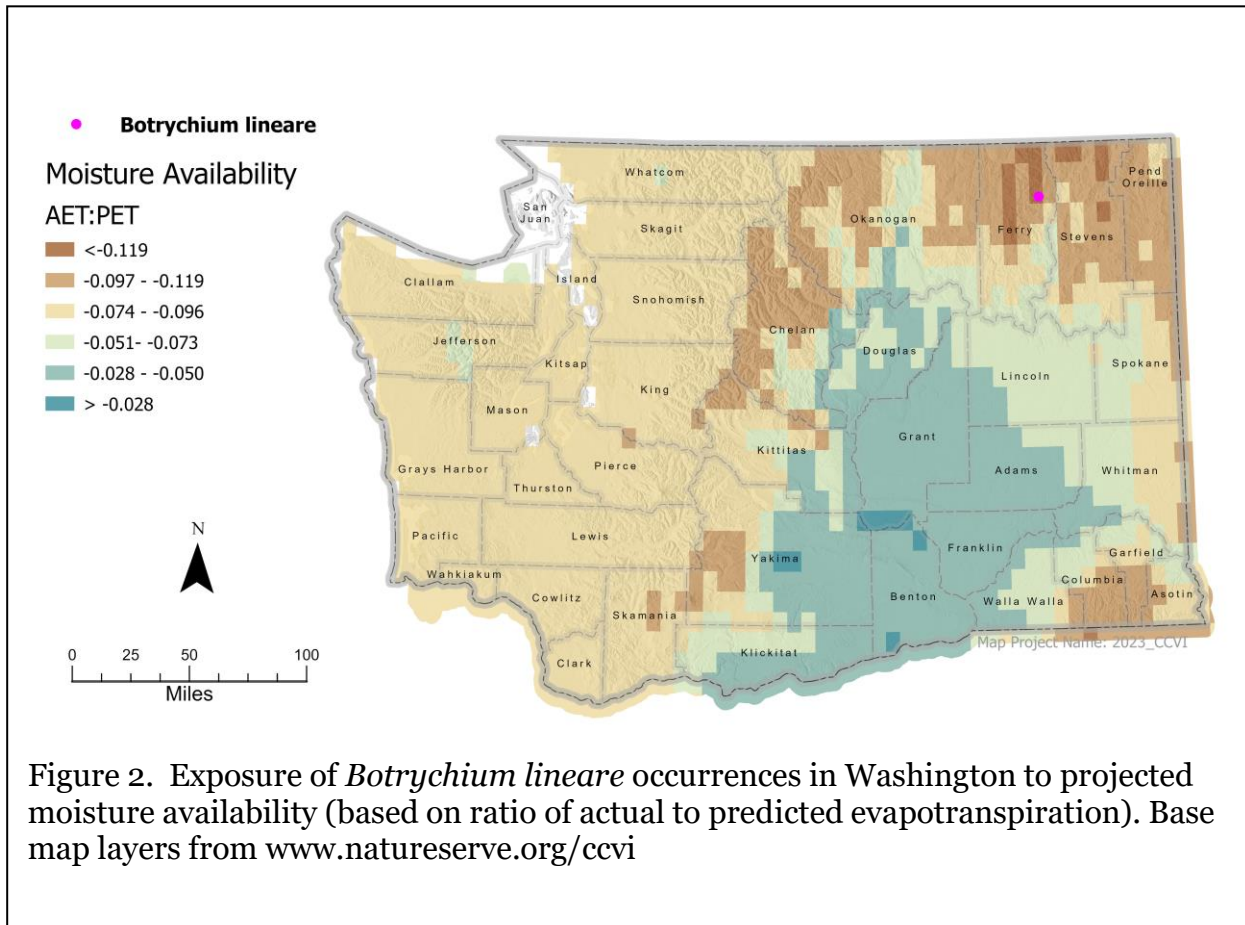 Botrychium lineare
Moisture Availability
AET:PET
<-0.119
-0.097 - -0.119
-0.074 - -0.096
-0.051- -0.073
-0.028 - -0.050
> -0.028
N
0 25 50 100
Miles
Whatcom
San
Juan
Skagit
Island
Clallam
Snohomish
Jefferson
Kitsap
King
Mason
Grays Harbor
Thurston
Pierce
Pacific
Lewis
Wahkiakum
Cowlitz
Skamania
Clark
Okanogan
Ferry
Stevens
Pend
Oreille
Chelan
Douglas
Lincoln
Spokane
Kittitas
Grant
Adams
Whitman
Yakima
Franklin
Garfield
Columbia
Asotin
Benton
Walla Walla
Klickitat
Map Project Name: 2023_CCVI
Figure 2. Exposure of Botrychium lineare occurrences in Washington to projected
moisture availability (based on ratio of actual to predicted evapotranspiration). Base
map layers from www.natureserve.org/ccvi